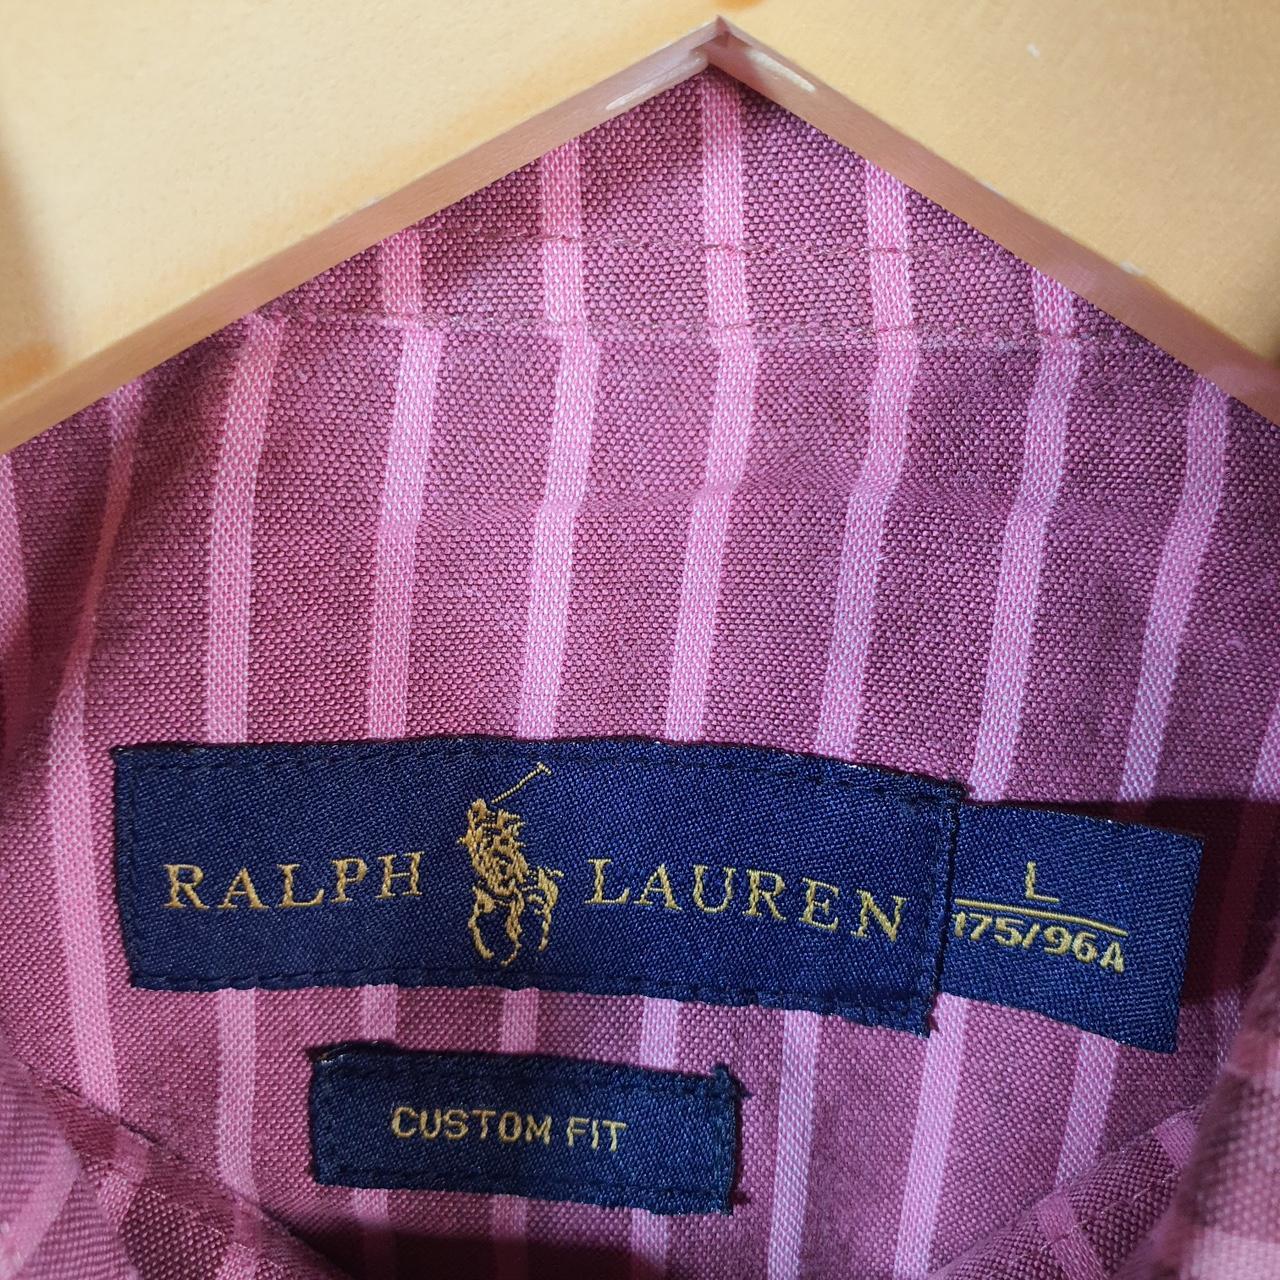 RALPH LAUREN
L
175/96A
CUSTOM FIT